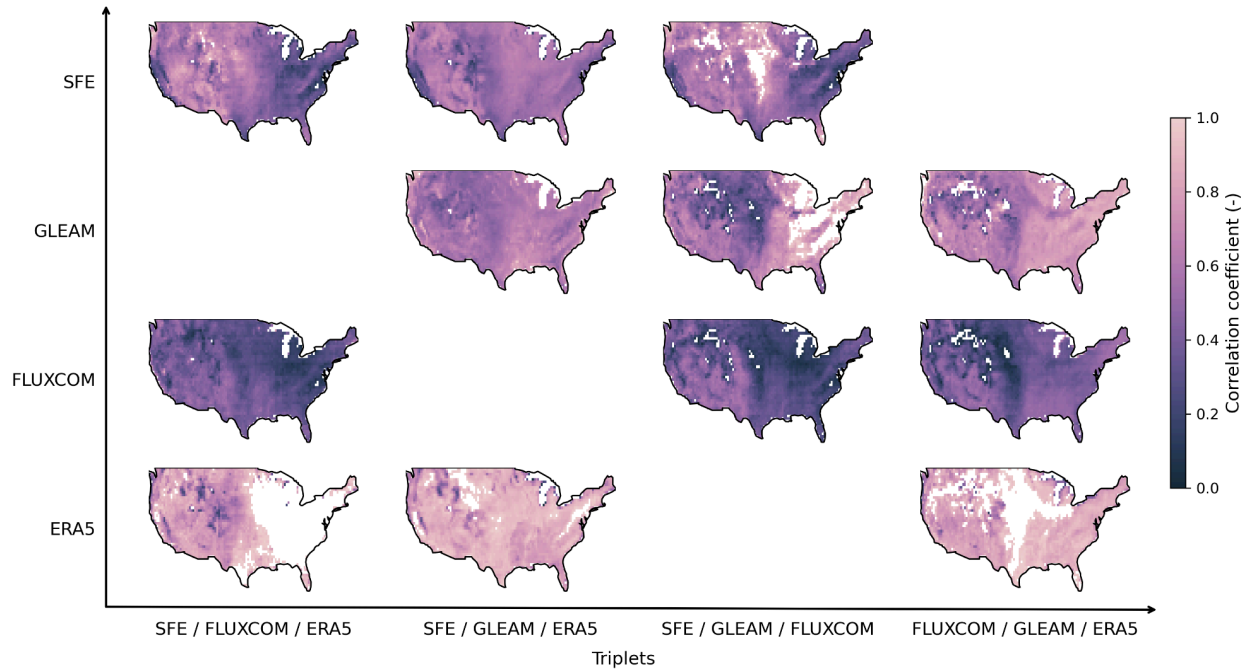 SFE
GLEAM
FLUXCOM
ERA5
SFE / FLUXCOM / ERA5
SFE / GLEAM / ERA5
SFE / GLEAM / FLUXCOM
FLUXCOM / GLEAM / ERA5
Triplets
1.0
0.8
0.6
0.4
0.2
0.0
Correlation coefficient (-)